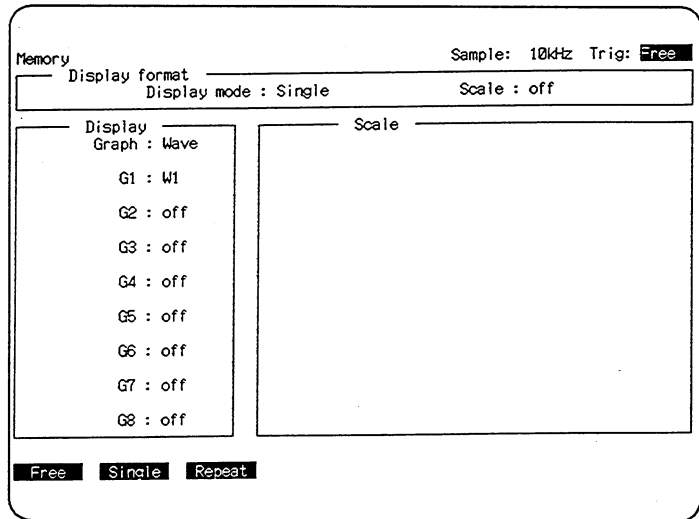 Memory Sample: 10kHz Trig: Free
Display format
Display mode : Single Scale : off
Display
Graph : Wave
G1 : W1
G2 : off
G3 : off
G4 : off
G5 : off
G6 : off
G7 : off
G8 : off
Scale
Free Single Repeat